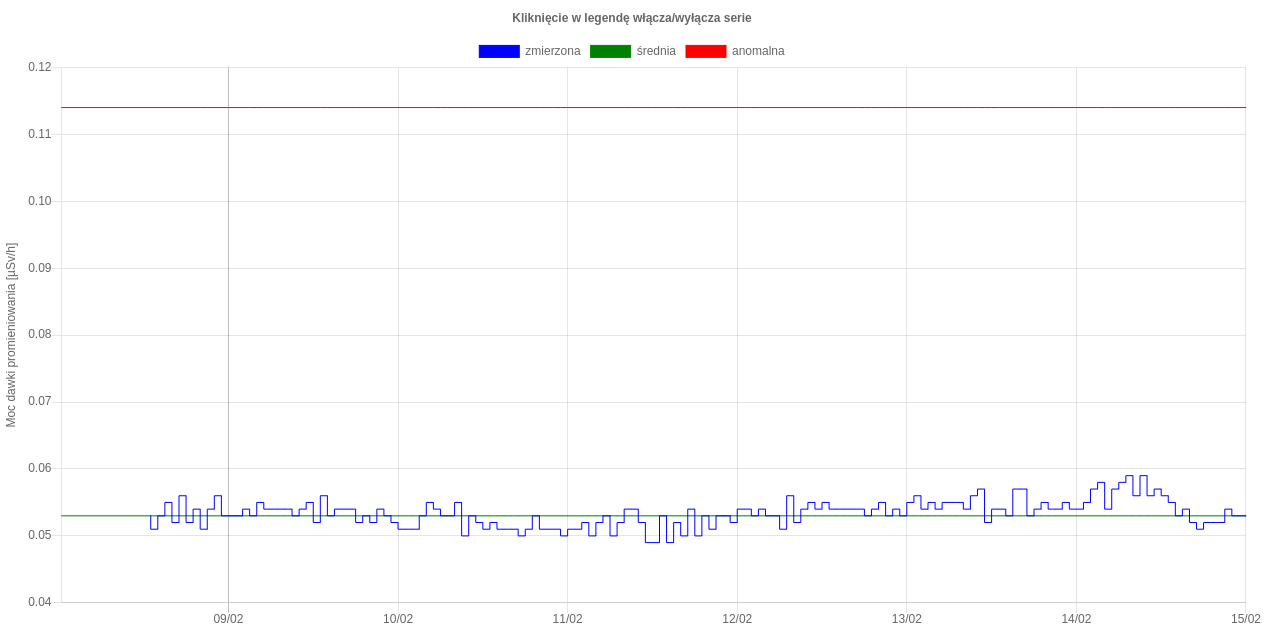 Kliknięcie w legendę włącza/wyłącza serie
zmierzona średnia anomalna
Moc dawki promieniowania [µSv/h]
0.12
0.11
0.10
0.09
0.08
0.07
0.06
0.05
0.04
09/02 10/02 11/02 12/02 13/02 14/02 15/02